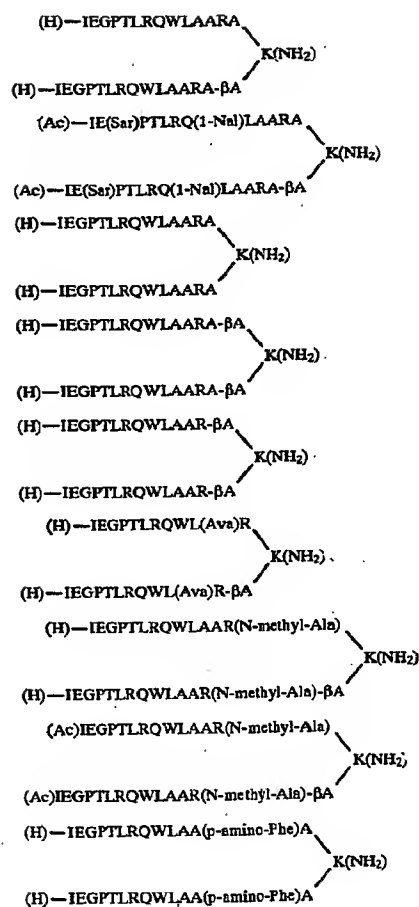 (H)—IEGPTLRQWLAARA
K(NH₂)
(H)—IEGPTLRQWLAARA-βA
(Ac)—IE(Sar)PTLRQ(1-Nal)LAARA
K(NH₂)
(Ac)—IE(Sar)PTLRQ(1-Nal)LAARA-βA
(H)—IEGPTLRQWLAARA
K(NH₂)
(H)—IEGPTLRQWLAARA
(H)—IEGPTLRQWLAARA-βA
K(NH₂)
(H)—IEGPTLRQWLAARA-βA
(H)—IEGPTLRQWLAAR-βA
K(NH₂)
(H)—IEGPTLRQWLAAR-βA
(H)—IEGPTLRQWL(Ava)R
K(NH₂)
(H)—IEGPTLRQWL(Ava)R-βA
(H)—IEGPTLRQWLAAR(N-methyl-Ala)
K(NH₂)
(H)—IEGPTLRQWLAAR(N-methyl-Ala)-βA
(Ac)IEGPTLRQWLAAR(N-methyl-Ala)
K(NH₂)
(Ac)IEGPTLRQWLAAR(N-methyl-Ala)-βA
(H)—IEGPTLRQWLAA(p-amino-Phe)A
K(NH₂)
(H)—IEGPTLRQWLAA(p-amino-Phe)A